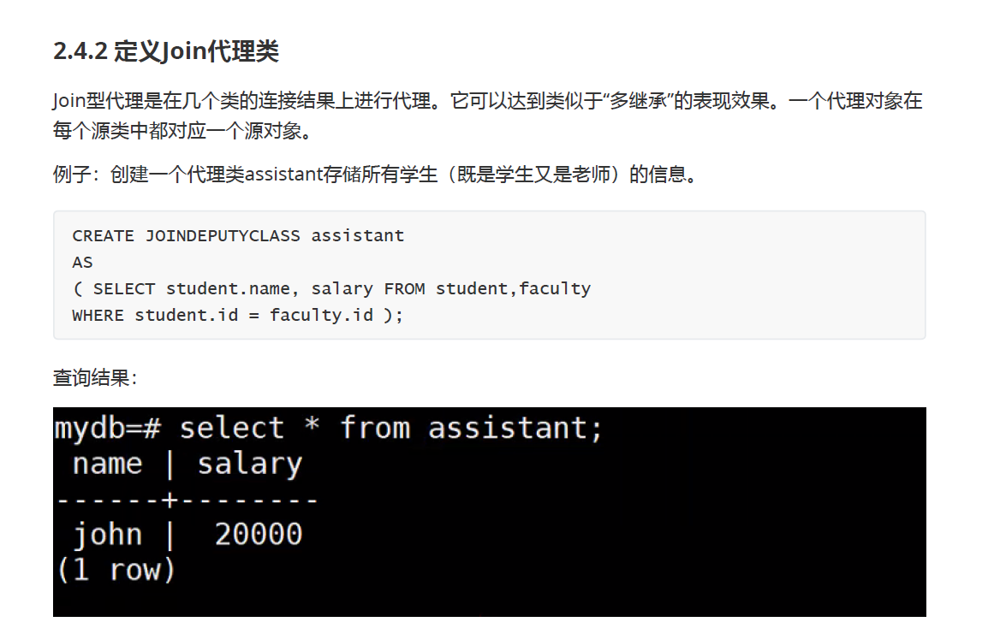 2.4.2 定义Join代理类
Join型代理是在几个类的连接结果上进行代理。它可以达到类似于“多继承”的表现效果。一个代理对象在
每个源类中都对应一个源对象。
例子：创建一个代理类assistant存储所有学生（既是学生又是老师）的信息。
CREATE JOINDEPUTYCLASS assistant
AS
( SELECT student.name, salary FROM student,faculty
WHERE student.id = faculty.id );
查询结果：
mydb=# select * from assistant;
 name | salary
------+--------
 john |  20000
(1 row)